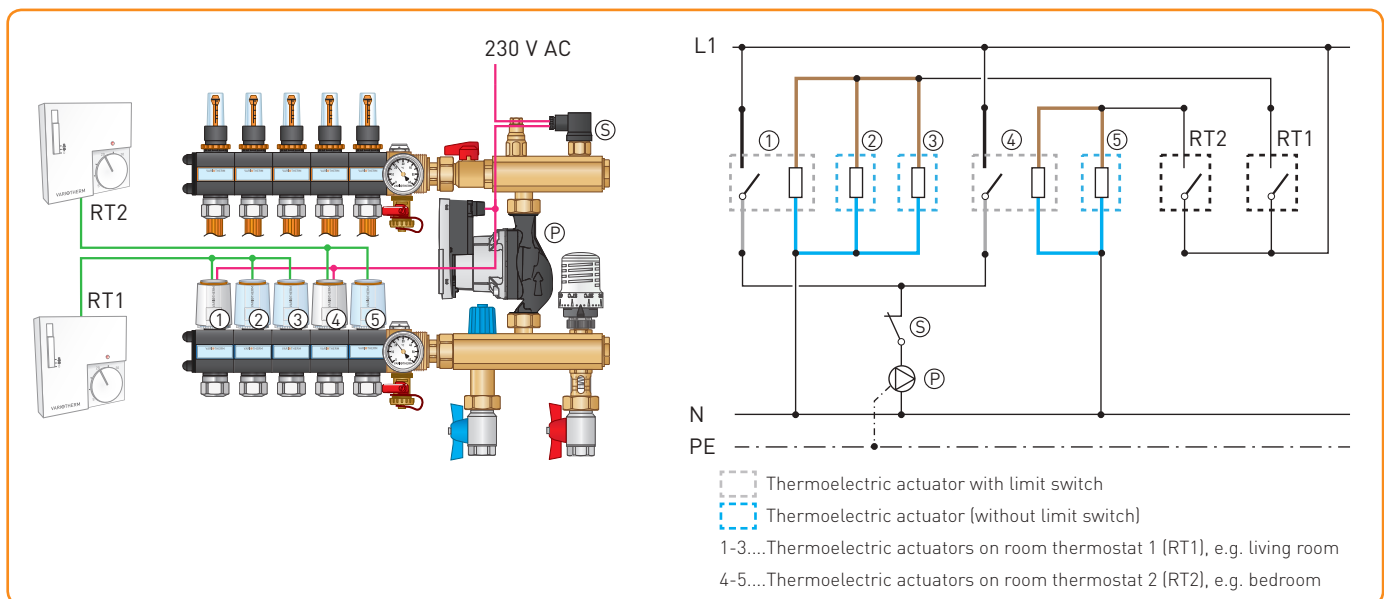 230 V AC
S
RT2
P
RT1
1 2 3 4 5
VARIOTHERM
VARIOTHERM
L1
1 2 3 4 5 RT2 RT1
S
P
N
PE
Thermoelectric actuator with limit switch
Thermoelectric actuator (without limit switch)
1-3....Thermoelectric actuators on room thermostat 1 (RT1), e.g. living room
4-5....Thermoelectric actuators on room thermostat 2 (RT2), e.g. bedroom